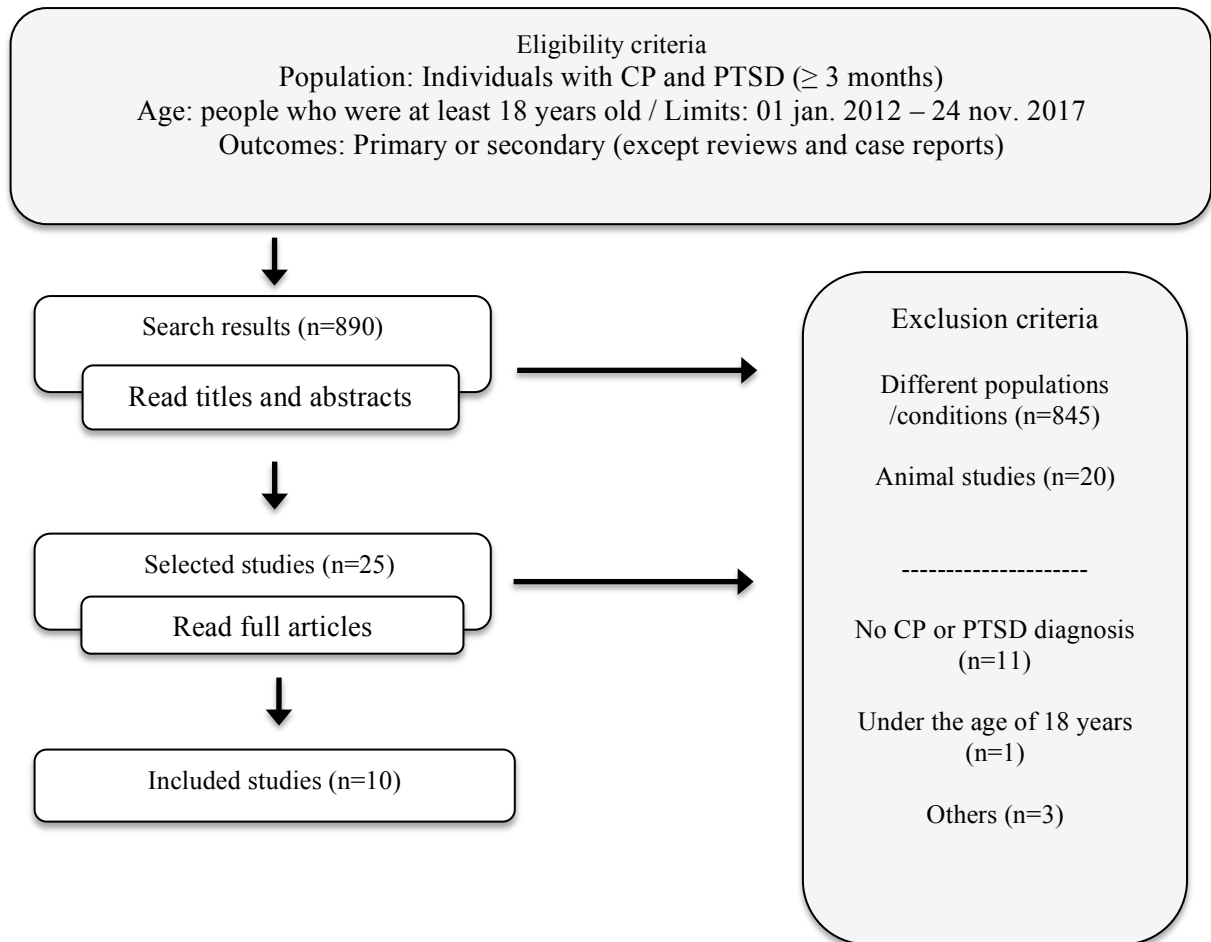 Eligibility criteria
Population: Individuals with CP and PTSD (≥ 3 months)
Age: people who were at least 18 years old / Limits: 01 jan. 2012 – 24 nov. 2017
Outcomes: Primary or secondary (except reviews and case reports)
Search results (n=890)
Read titles and abstracts
Selected studies (n=25)
Read full articles
Included studies (n=10)
Exclusion criteria
Different populations
/conditions (n=845)
Animal studies (n=20)
---------------------
No CP or PTSD diagnosis
(n=11)
Under the age of 18 years
(n=1)
Others (n=3)